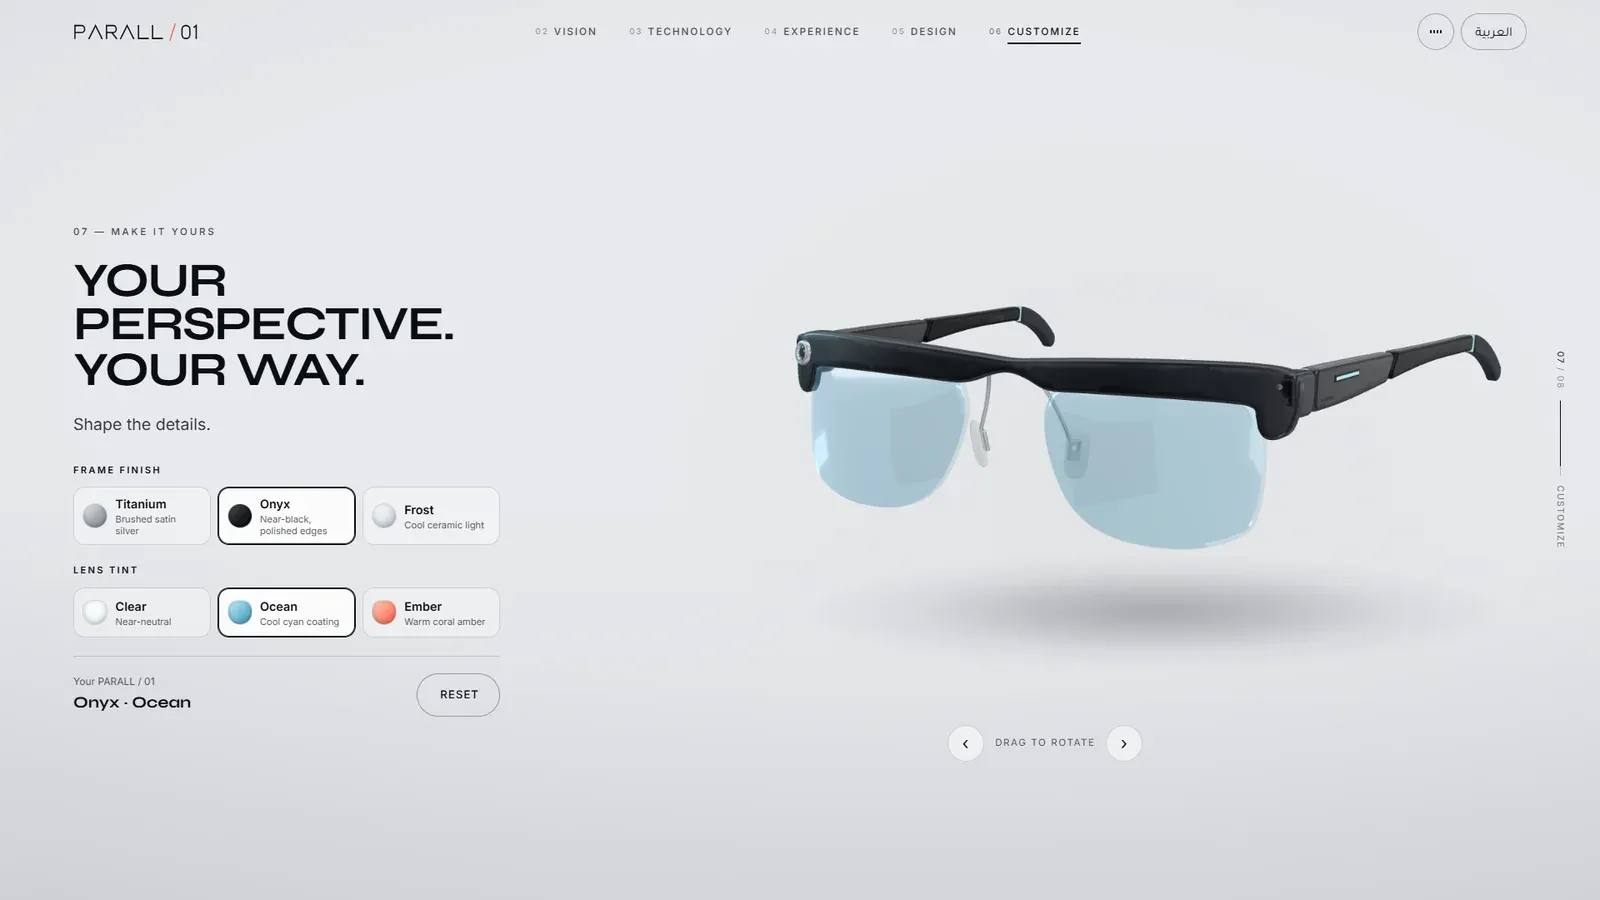 PARALL / 01
02 VISION
03 TECHNOLOGY
04 EXPERIENCE
05 DESIGN
06 CUSTOMIZE
العربية
07 — MAKE IT YOURS
YOUR
PERSPECTIVE.
YOUR WAY.
Shape the details.
FRAME FINISH
Titanium
Brushed satin
silver
Onyx
Near-black,
polished edges
Frost
Cool ceramic light
LENS TINT
Clear
Near-neutral
Ocean
Cool cyan coating
Ember
Warm coral amber
Your PARALL / 01
Onyx · Ocean
RESET
‹ DRAG TO ROTATE ›
07 / 08
CUSTOMIZE